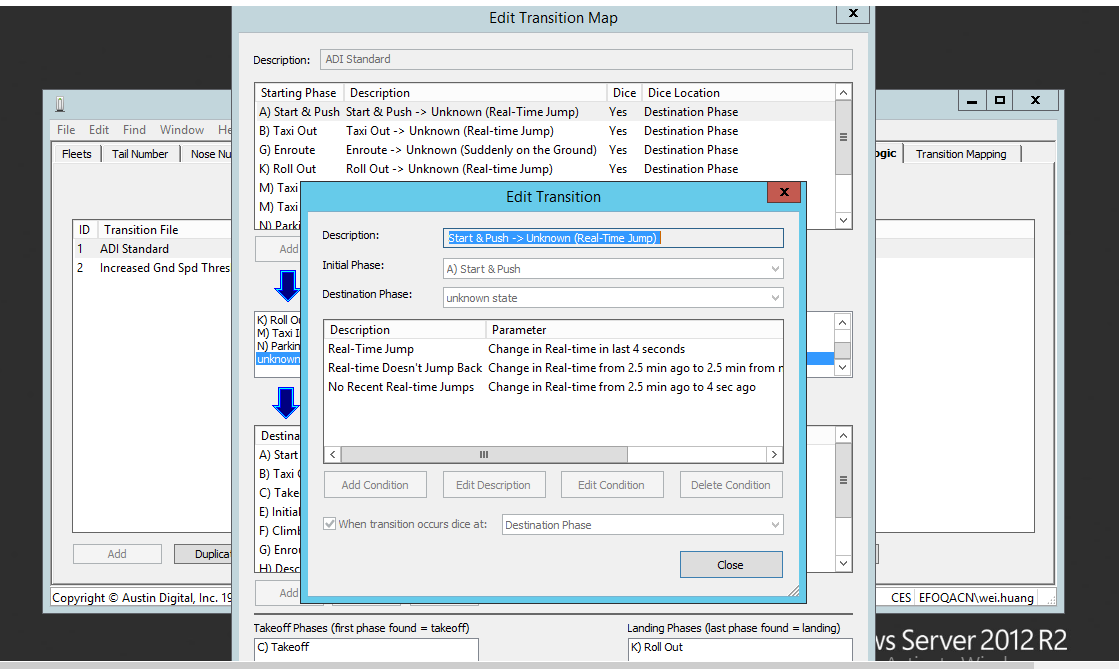 Edit Transition Map
x
Description: ADI Standard
Starting Phase Description Dice Dice Location
A) Start & Push Start & Push -> Unknown (Real-Time Jump) Yes Destination Phase
B) Taxi Out Taxi Out -> Unknown (Real-time Jump) Yes Destination Phase
G) Enroute Enroute -> Unknown (Suddenly on the Ground) Yes Destination Phase
K) Roll Out Roll Out -> Unknown (Real-time Jump) Yes Destination Phase
M) Taxi
M) Taxi
N) Parki
Add
K) Roll Ou
M) Taxi I
N) Parkin
unknown
Destina
A) Start
B) Taxi
C) Take
E) Initial
F) Climb
G) Enrou
H) Desc
Add
Takeoff Phases (first phase found = takeoff) Landing Phases (last phase found = landing)
C) Takeoff K) Roll Out
File Edit Find Window He
Fleets Tail Number Nose Nu ogic Transition Mapping
ID Transition File
1 ADI Standard
2 Increased Gnd Spd Thres
Add Duplica
Copyright © Austin Digital, Inc. 19 CES EFOQACN\wei.huang
Edit Transition
x
Description: Start & Push -> Unknown (Real-Time Jump)
Initial Phase: A) Start & Push
Destination Phase: unknown state
Description Parameter
Real-Time Jump Change in Real-time in last 4 seconds
Real-time Doesn't Jump Back Change in Real-time from 2.5 min ago to 2.5 min from n
No Recent Real-time Jumps Change in Real-time from 2.5 min ago to 4 sec ago
Add Condition Edit Description Edit Condition Delete Condition
When transition occurs dice at: Destination Phase
Close
ws Server 2012 R2